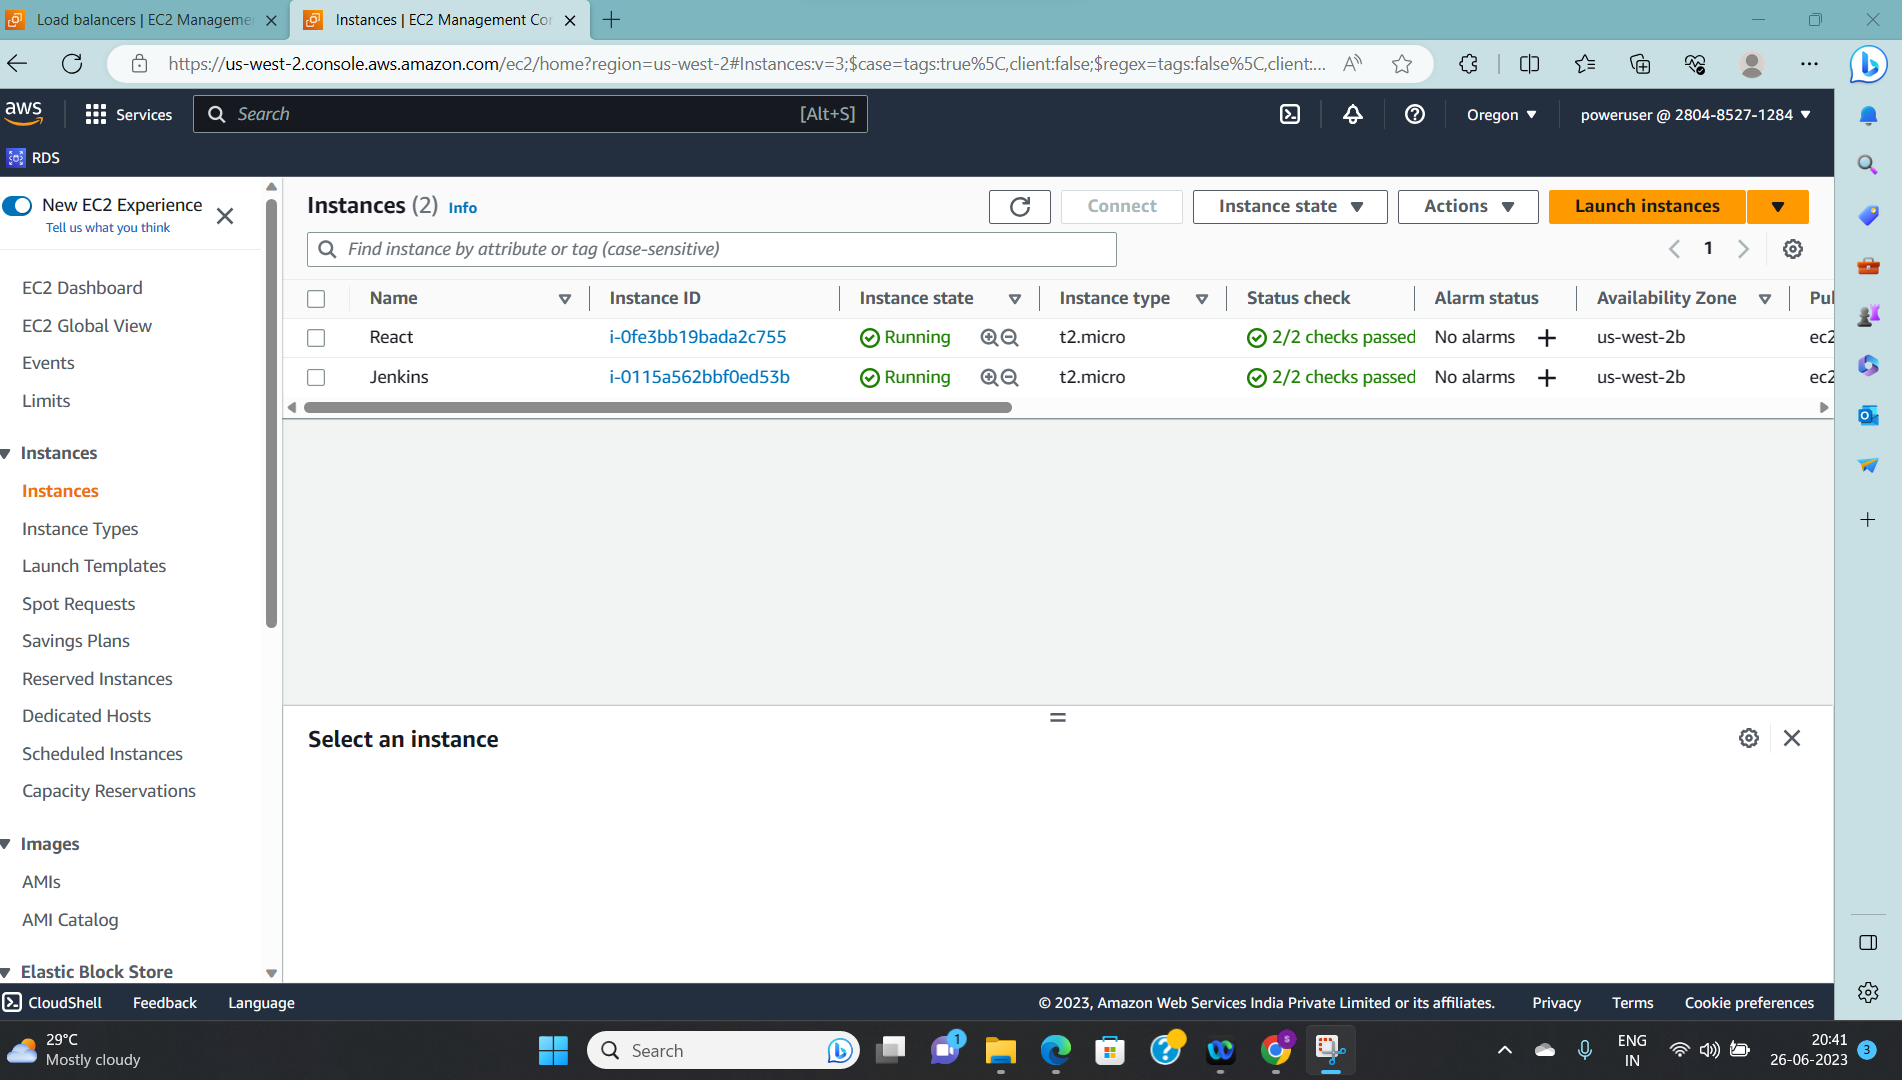 Load balancers | EC2 Manageme
Instances | EC2 Management Co
https://us-west-2.console.aws.amazon.com/ec2/home?region=us-west-2#Instances:v=3;$case=tags:true%5C,client:false;$regex=tags:false%5C,client:...
aws
Services
Search
[Alt+S]
Oregon
poweruser @ 2804-8527-1284
RDS
New EC2 Experience
Tell us what you think
EC2 Dashboard
EC2 Global View
Events
Limits
Instances
Instances
Instance Types
Launch Templates
Spot Requests
Savings Plans
Reserved Instances
Dedicated Hosts
Scheduled Instances
Capacity Reservations
Images
AMIs
AMI Catalog
Elastic Block Store
Instances (2) Info
Connect
Instance state
Actions
Launch instances
Find instance by attribute or tag (case-sensitive)
1
Name Instance ID Instance state Instance type Status check Alarm status Availability Zone Pul
React i-0fe3bb19bada2c755 Running t2.micro 2/2 checks passed No alarms + us-west-2b ec2
Jenkins i-0115a562bbf0ed53b Running t2.micro 2/2 checks passed No alarms + us-west-2b ec2
Select an instance
CloudShell Feedback Language
© 2023, Amazon Web Services India Private Limited or its affiliates. Privacy Terms Cookie preferences
29°C
Mostly cloudy
Search
1
S
ENG
IN
20:41
26-06-2023
3